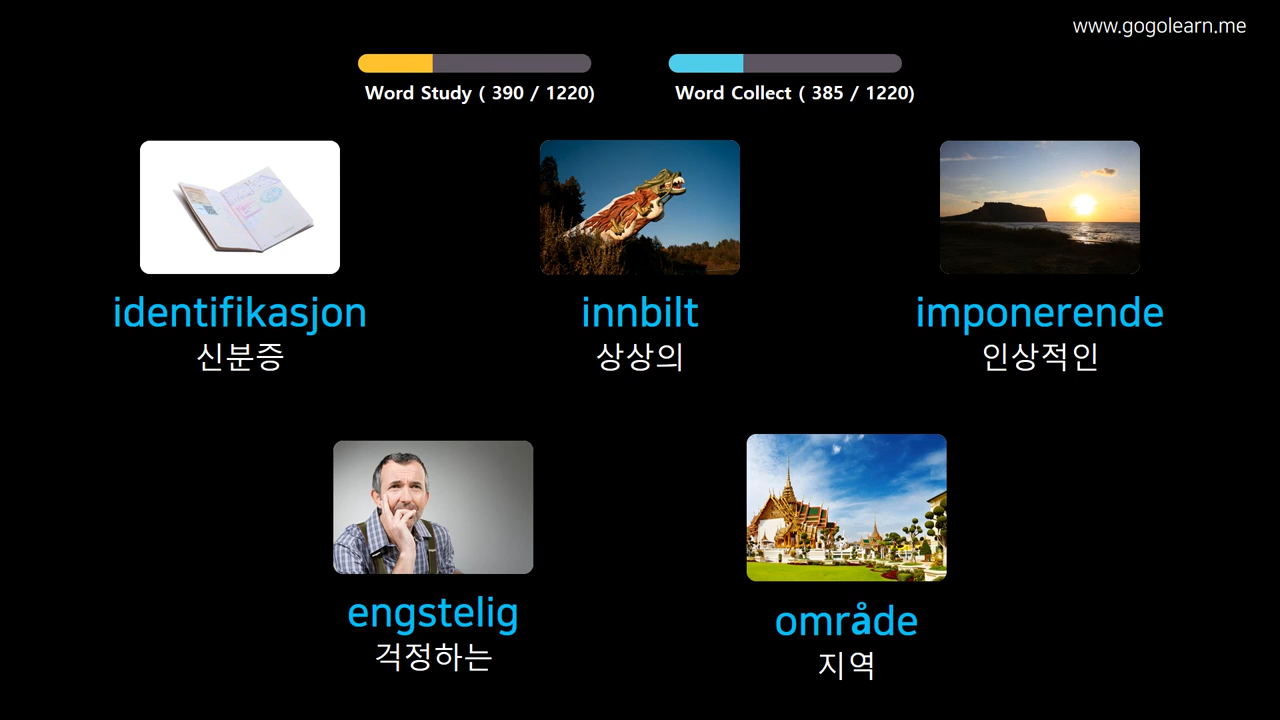 www.gogolearn.me
Word Study ( 390 / 1220)
Word Collect ( 385 / 1220)
identifikasjon
신분증
innbilt
상상의
imponerende
인상적인
engstelig
걱정하는
område
지역